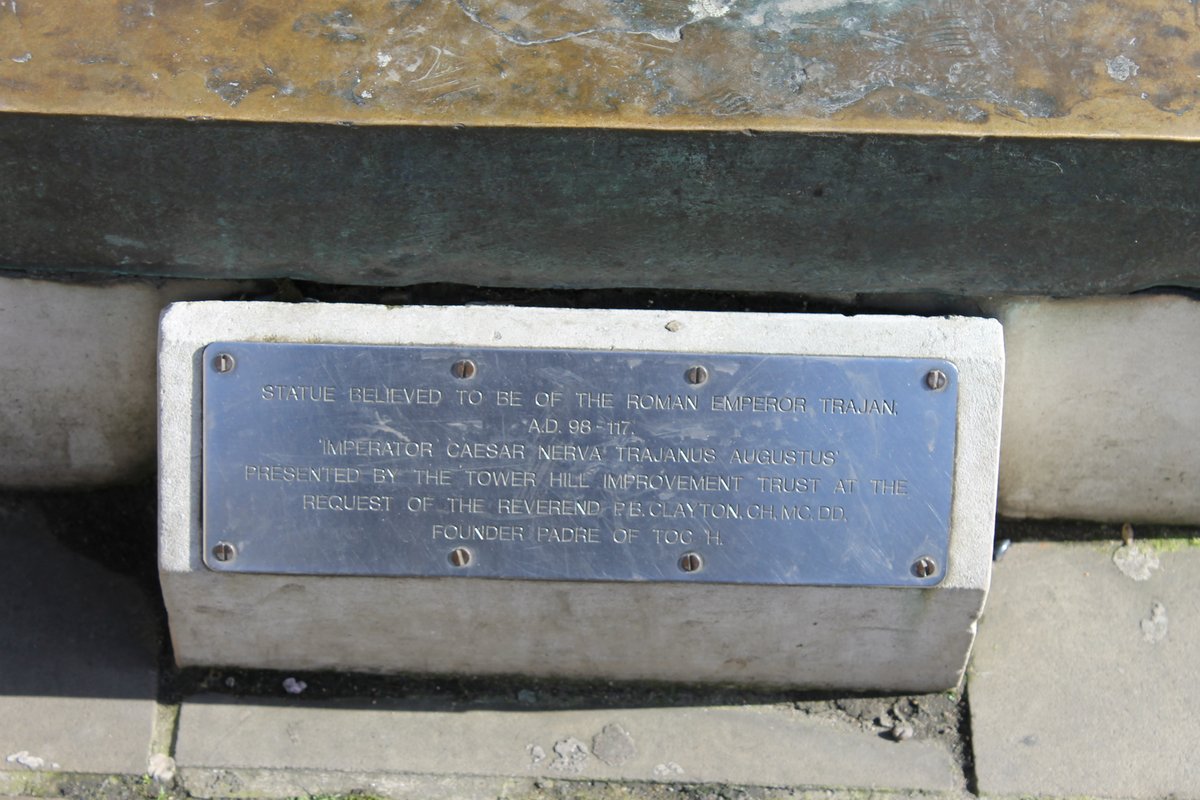 STATUE BELIEVED TO BE OF THE ROMAN EMPEROR TRAJAN,
A.D. 98-117.
'IMPERATOR CAESAR NERVA TRAJANUS AUGUSTUS'
PRESENTED BY THE TOWER HILL IMPROVEMENT TRUST AT THE
REQUEST OF THE REVEREND P.B. CLAYTON, CH, MC, DD.
FOUNDER PADRE OF TOC H.